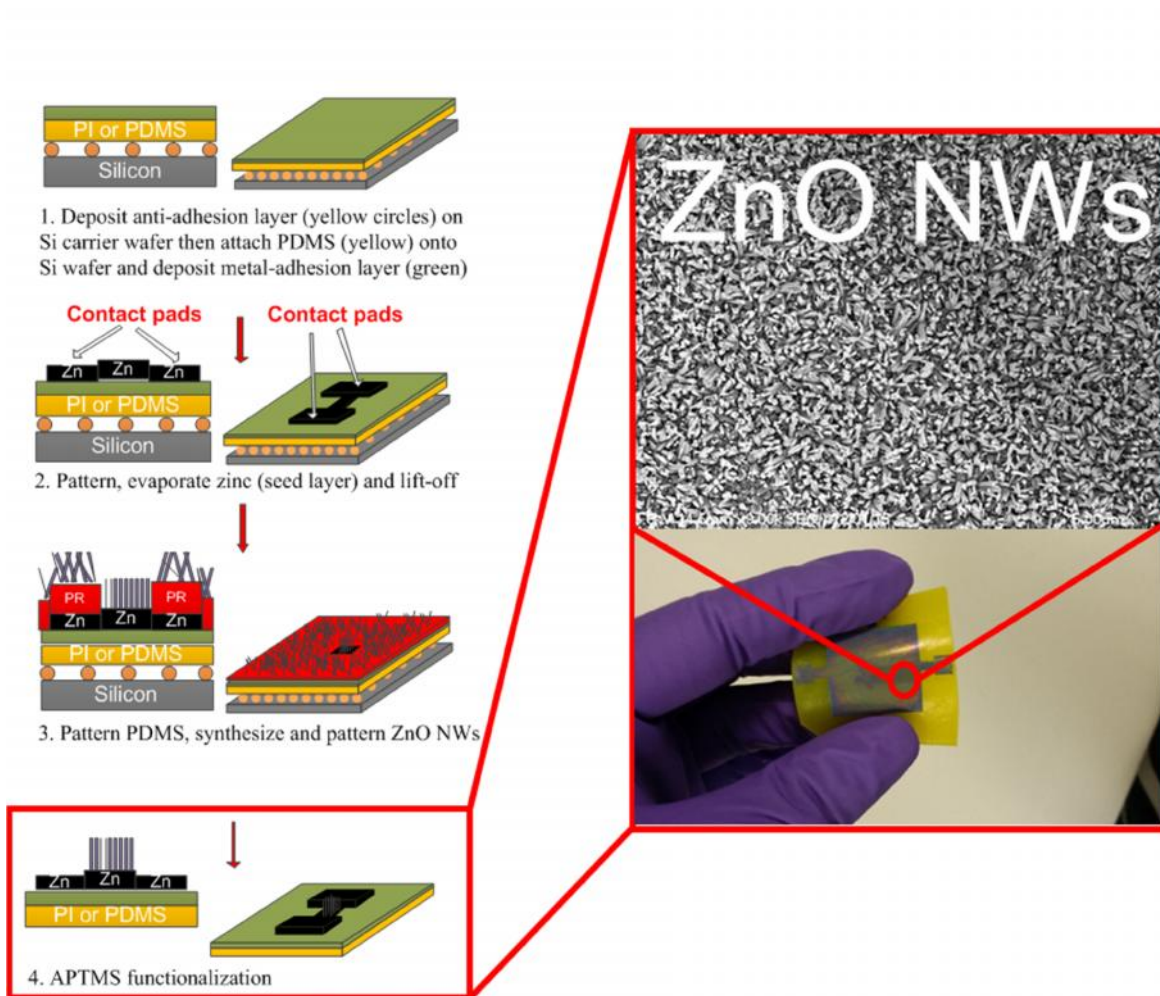 PI or PDMS
Silicon
1. Deposit anti-adhesion layer (yellow circles) on
Si carrier wafer then attach PDMS (yellow) onto
Si wafer and deposit metal-adhesion layer (green)
Contact pads
Contact pads
Zn
Zn
Zn
PI or PDMS
Silicon
2. Pattern, evaporate zinc (seed layer) and lift-off
PR
PR
Zn
Zn
Zn
PI or PDMS
Silicon
3. Pattern PDMS, synthesize and pattern ZnO NWs
Zn
Zn
Zn
PI or PDMS
4. APTMS functionalization
ZnO NWs